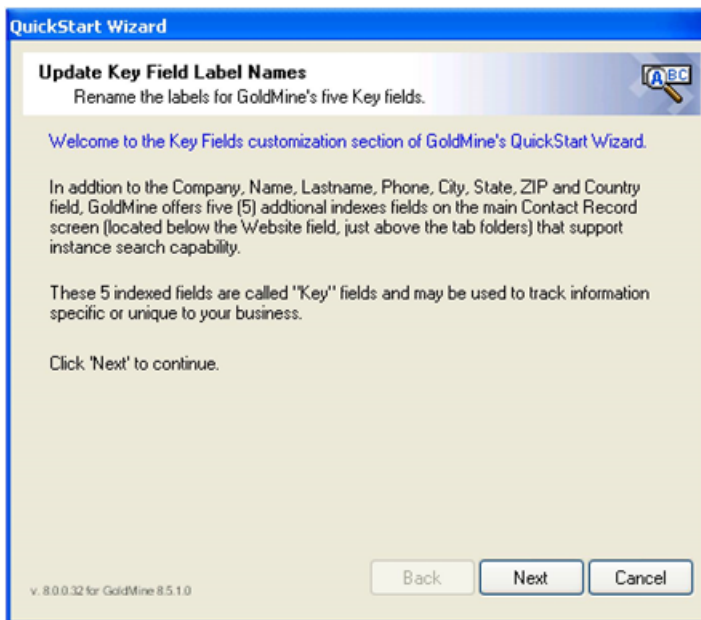 QuickStart Wizard
Update Key Field Label Names
Rename the labels for GoldMine's five Key fields.
ABC
Welcome to the Key Fields customization section of GoldMine's QuickStart Wizard.
In addtion to the Company, Name, Lastname, Phone, City, State, ZIP and Country
field, GoldMine offers five (5) addtional indexes fields on the main Contact Record
screen (located below the Website field, just above the tab folders) that support
instance search capability.
These 5 indexed fields are called "Key" fields and may be used to track information
specific or unique to your business.
Click 'Next' to continue.
Back
Next
Cancel
v. 8.0.0.32 for GoldMine 8.5.1.0